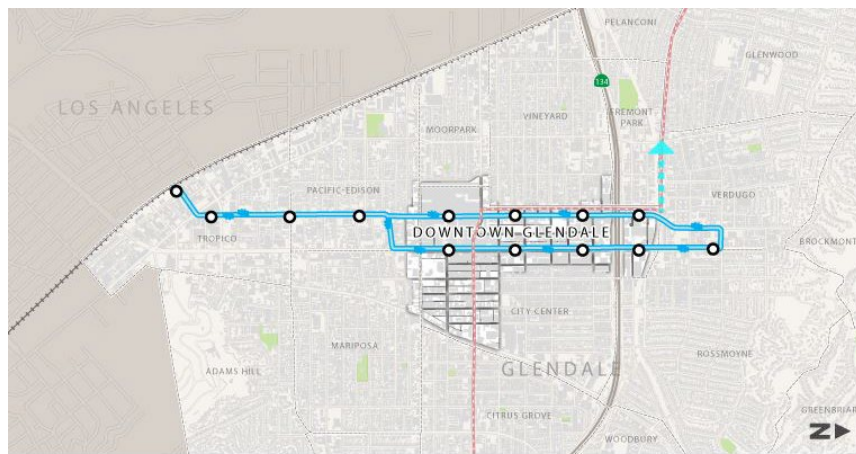 PELANCONI
GLENWOOD
134
LOS ANGELES
FREMONT
PARK
VINEYARD
MOORPARK
PACIFIC-EDISON
VERDUGO
TROPICO
DOWNTOWN GLENDALE
BROCKMONT
CITY CENTER
MARIPOSA
ROSSMOYNE
ADAMS HILL
GLENDALE
CITRUS GROVE
GREENBRIAR
WOODBURY
N